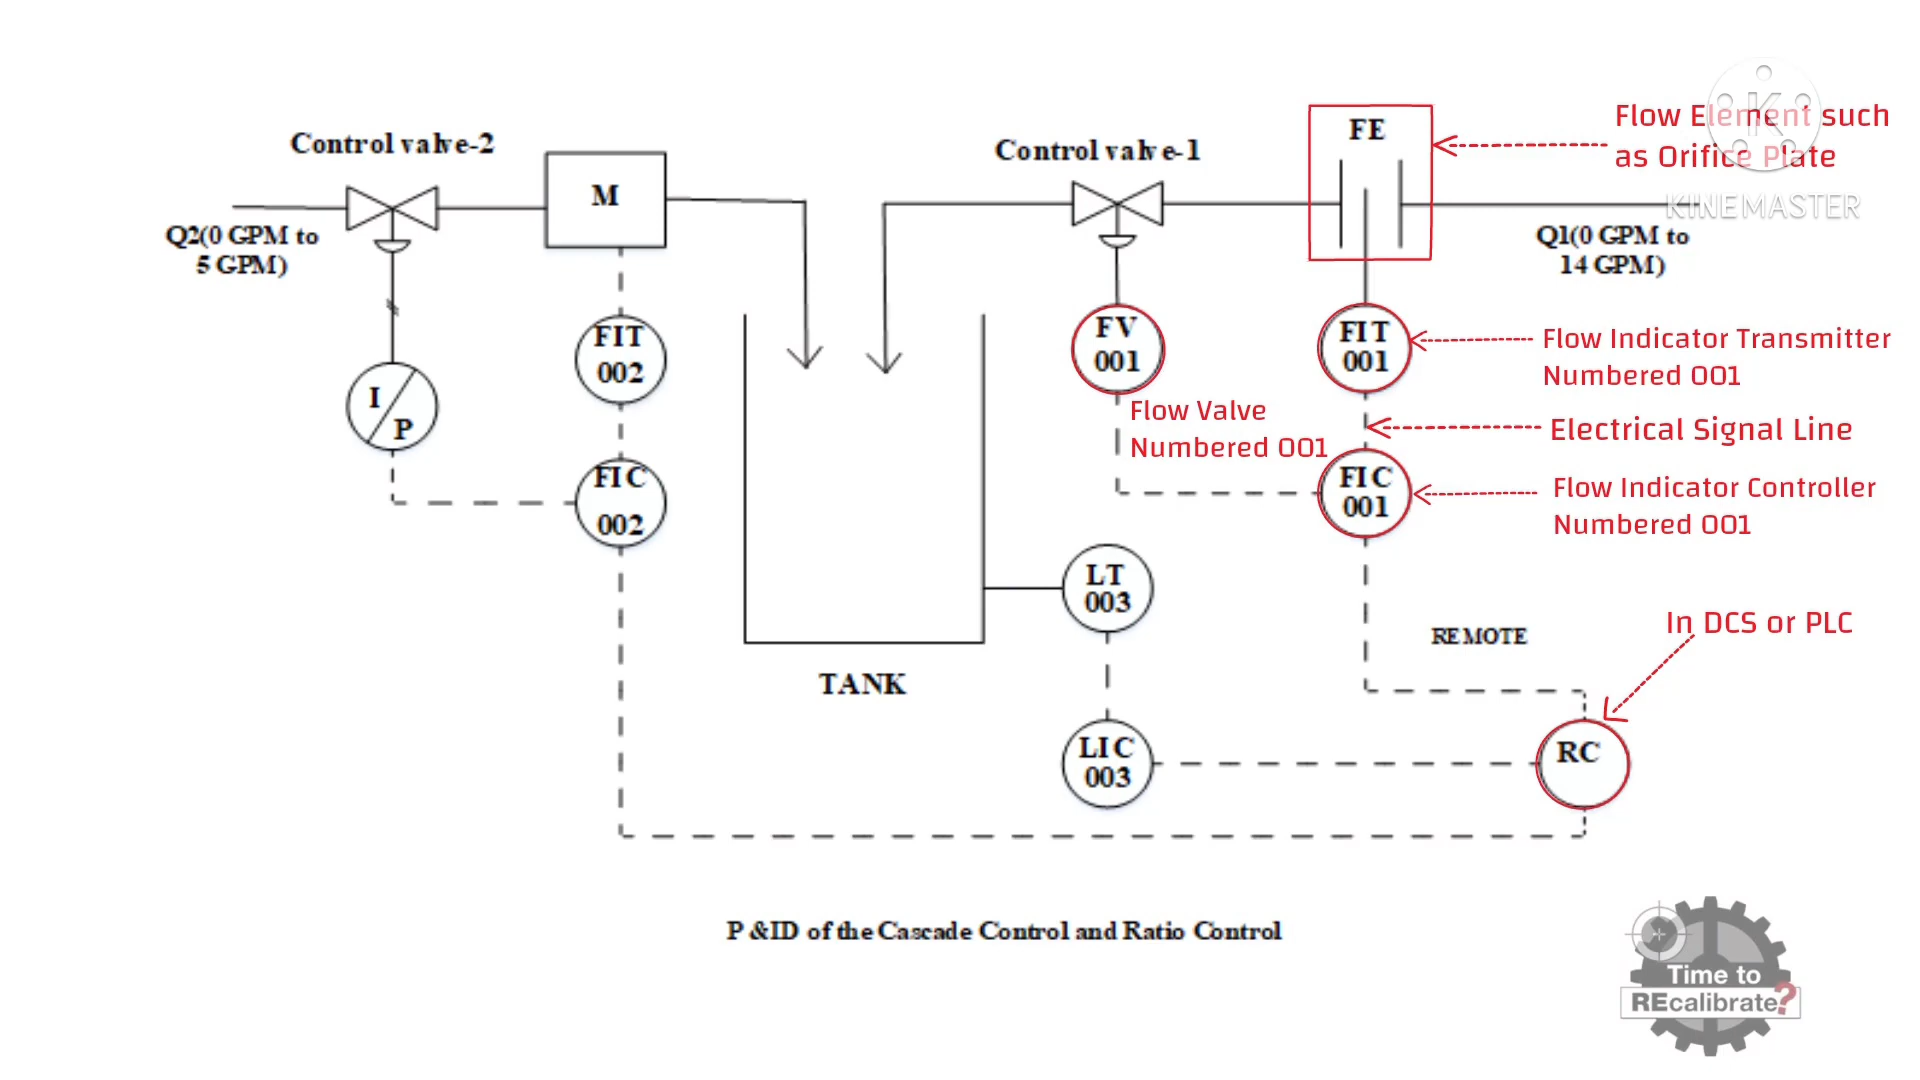 Control valve-2
M
Q2(0 GPM to
5 GPM)
I
P
FIT
002
FIC
002
TANK
Control valve-1
FE
Flow Element such
as Orifice Plate
KINEMASTER
Q1(0 GPM to
14 GPM)
FV
001
Flow Valve
Numbered 001
FIT
001
Flow Indicator Transmitter
Numbered 001
Electrical Signal Line
FIC
001
Flow Indicator Controller
Numbered 001
LT
003
REMOTE
In DCS or PLC
LIC
003
RC
P &ID of the Cascade Control and Ratio Control
Time to
REcalibrate?